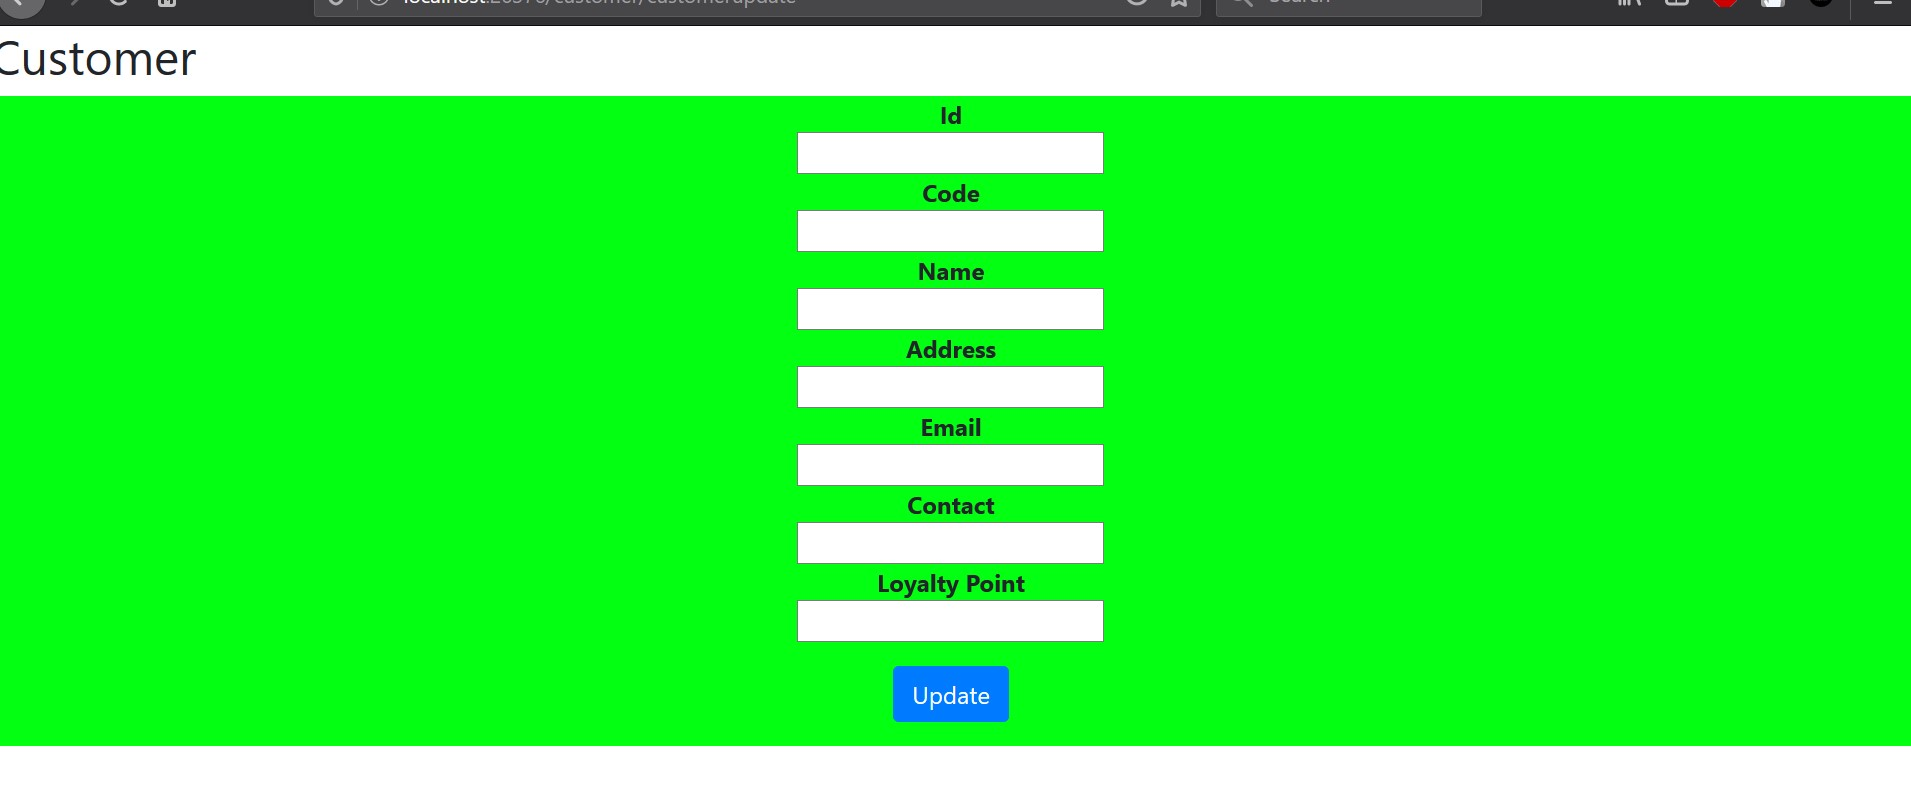 Customer
Id
Code
Name
Address
Email
Contact
Loyalty Point
Update